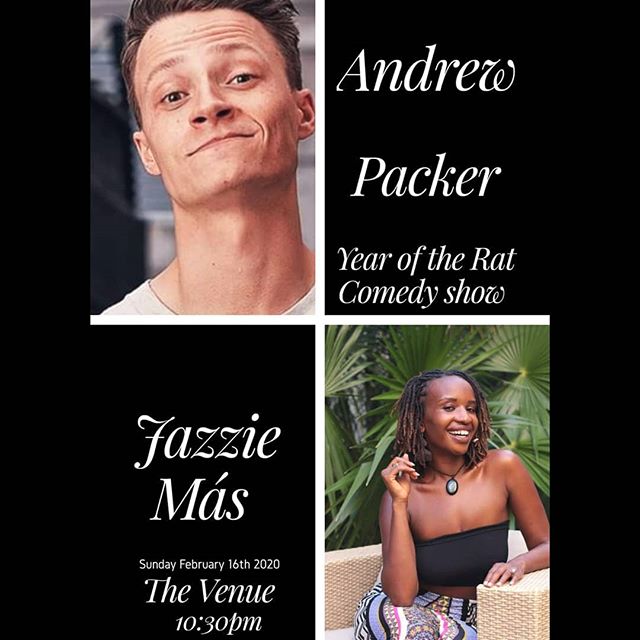 Andrew
Packer
Year of the Rat
Comedy show
Jazzie
Más
Sunday February 16th 2020
The Venue
10:30pm